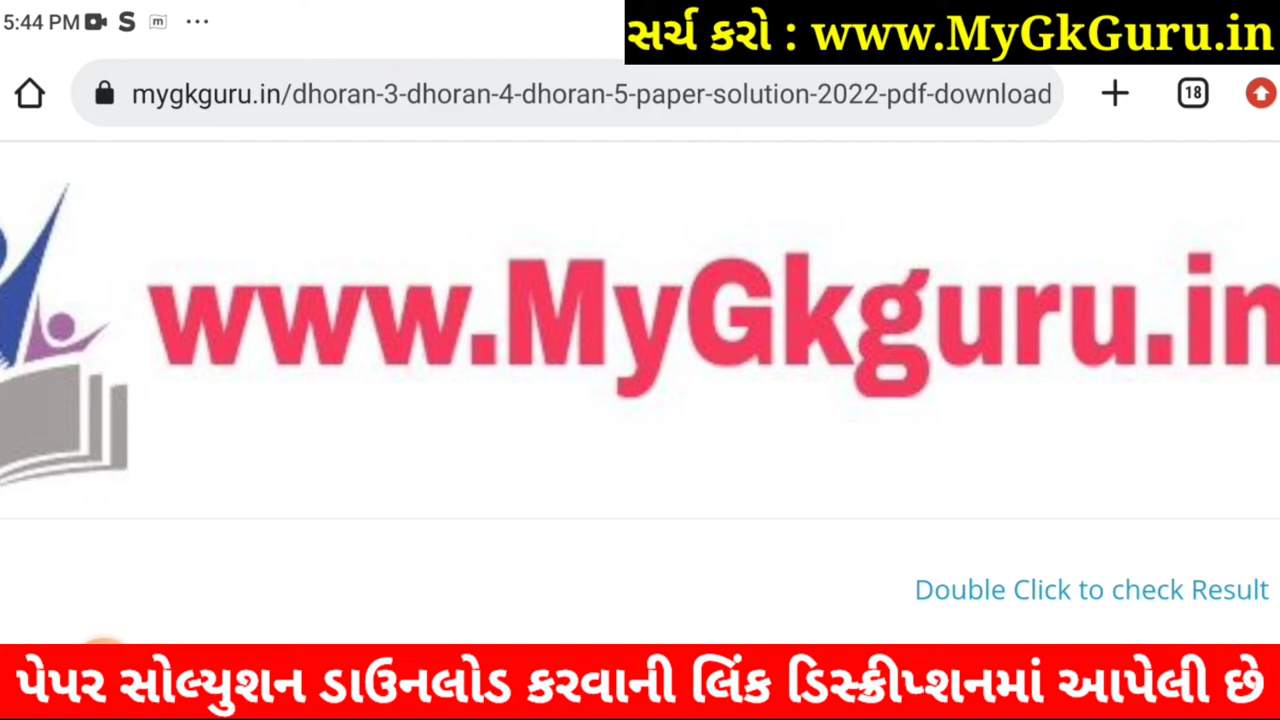 5:44 PM S m ...
સર્ચ કરો : www.MyGkGuru.in
mygkguru.in/dhoran-3-dhoran-4-dhoran-5-paper-solution-2022-pdf-download
18
www.MyGkguru.in
Double Click to check Result
પેપર સોલ્યુશન ડાઉનલોડ કરવાની લિંક ડિસ્ક્રીપ્શનમાં આપેલી છે